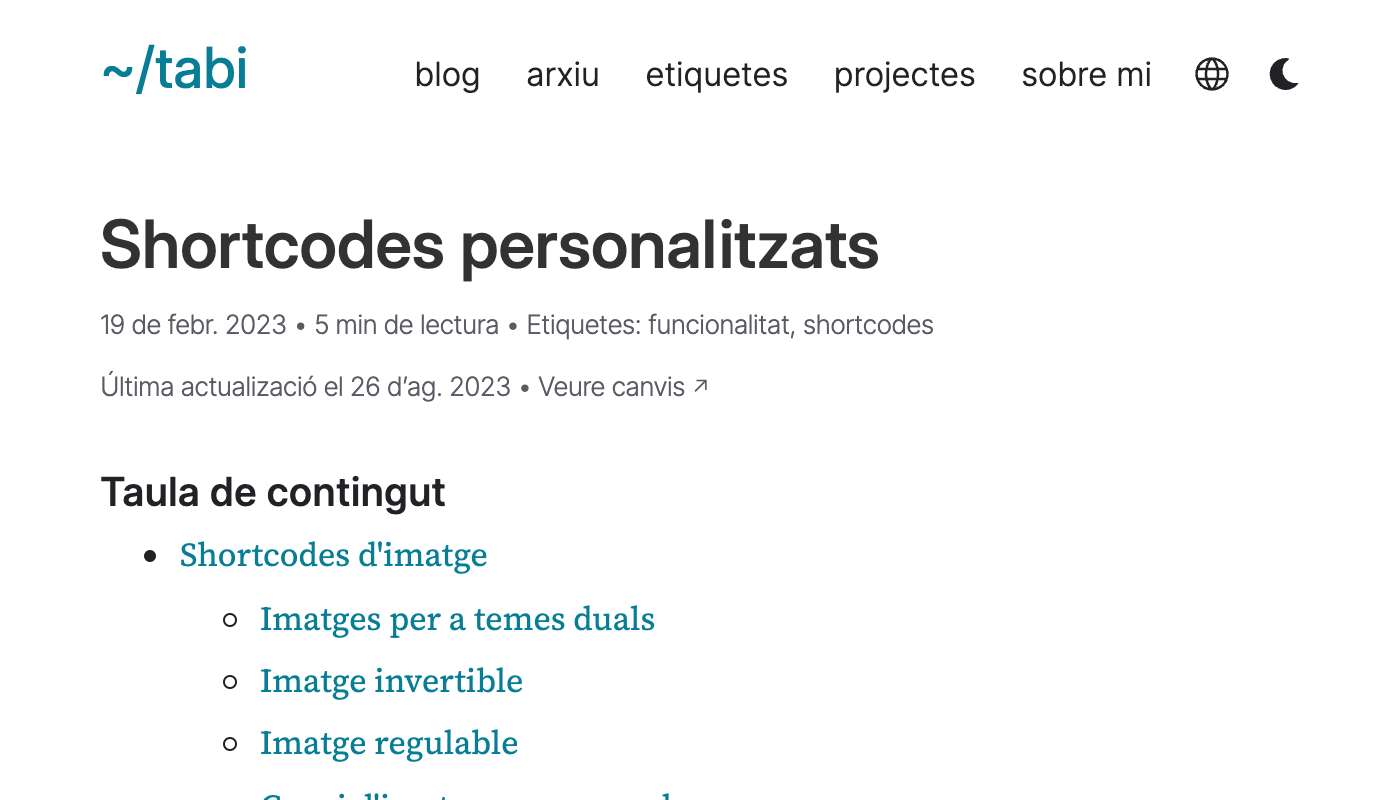 ~/tabi blog arxiu etiquetes projectes sobre mi
Shortcodes personalitzats
19 de febr. 2023 • 5 min de lectura • Etiquetes: funcionalitat, shortcodes
Última actualització el 26 d’ag. 2023 • Veure canvis ↗
Taula de contingut
• Shortcodes d'imatge
◦ Imatges per a temes duals
◦ Imatge invertible
◦ Imatge regulable